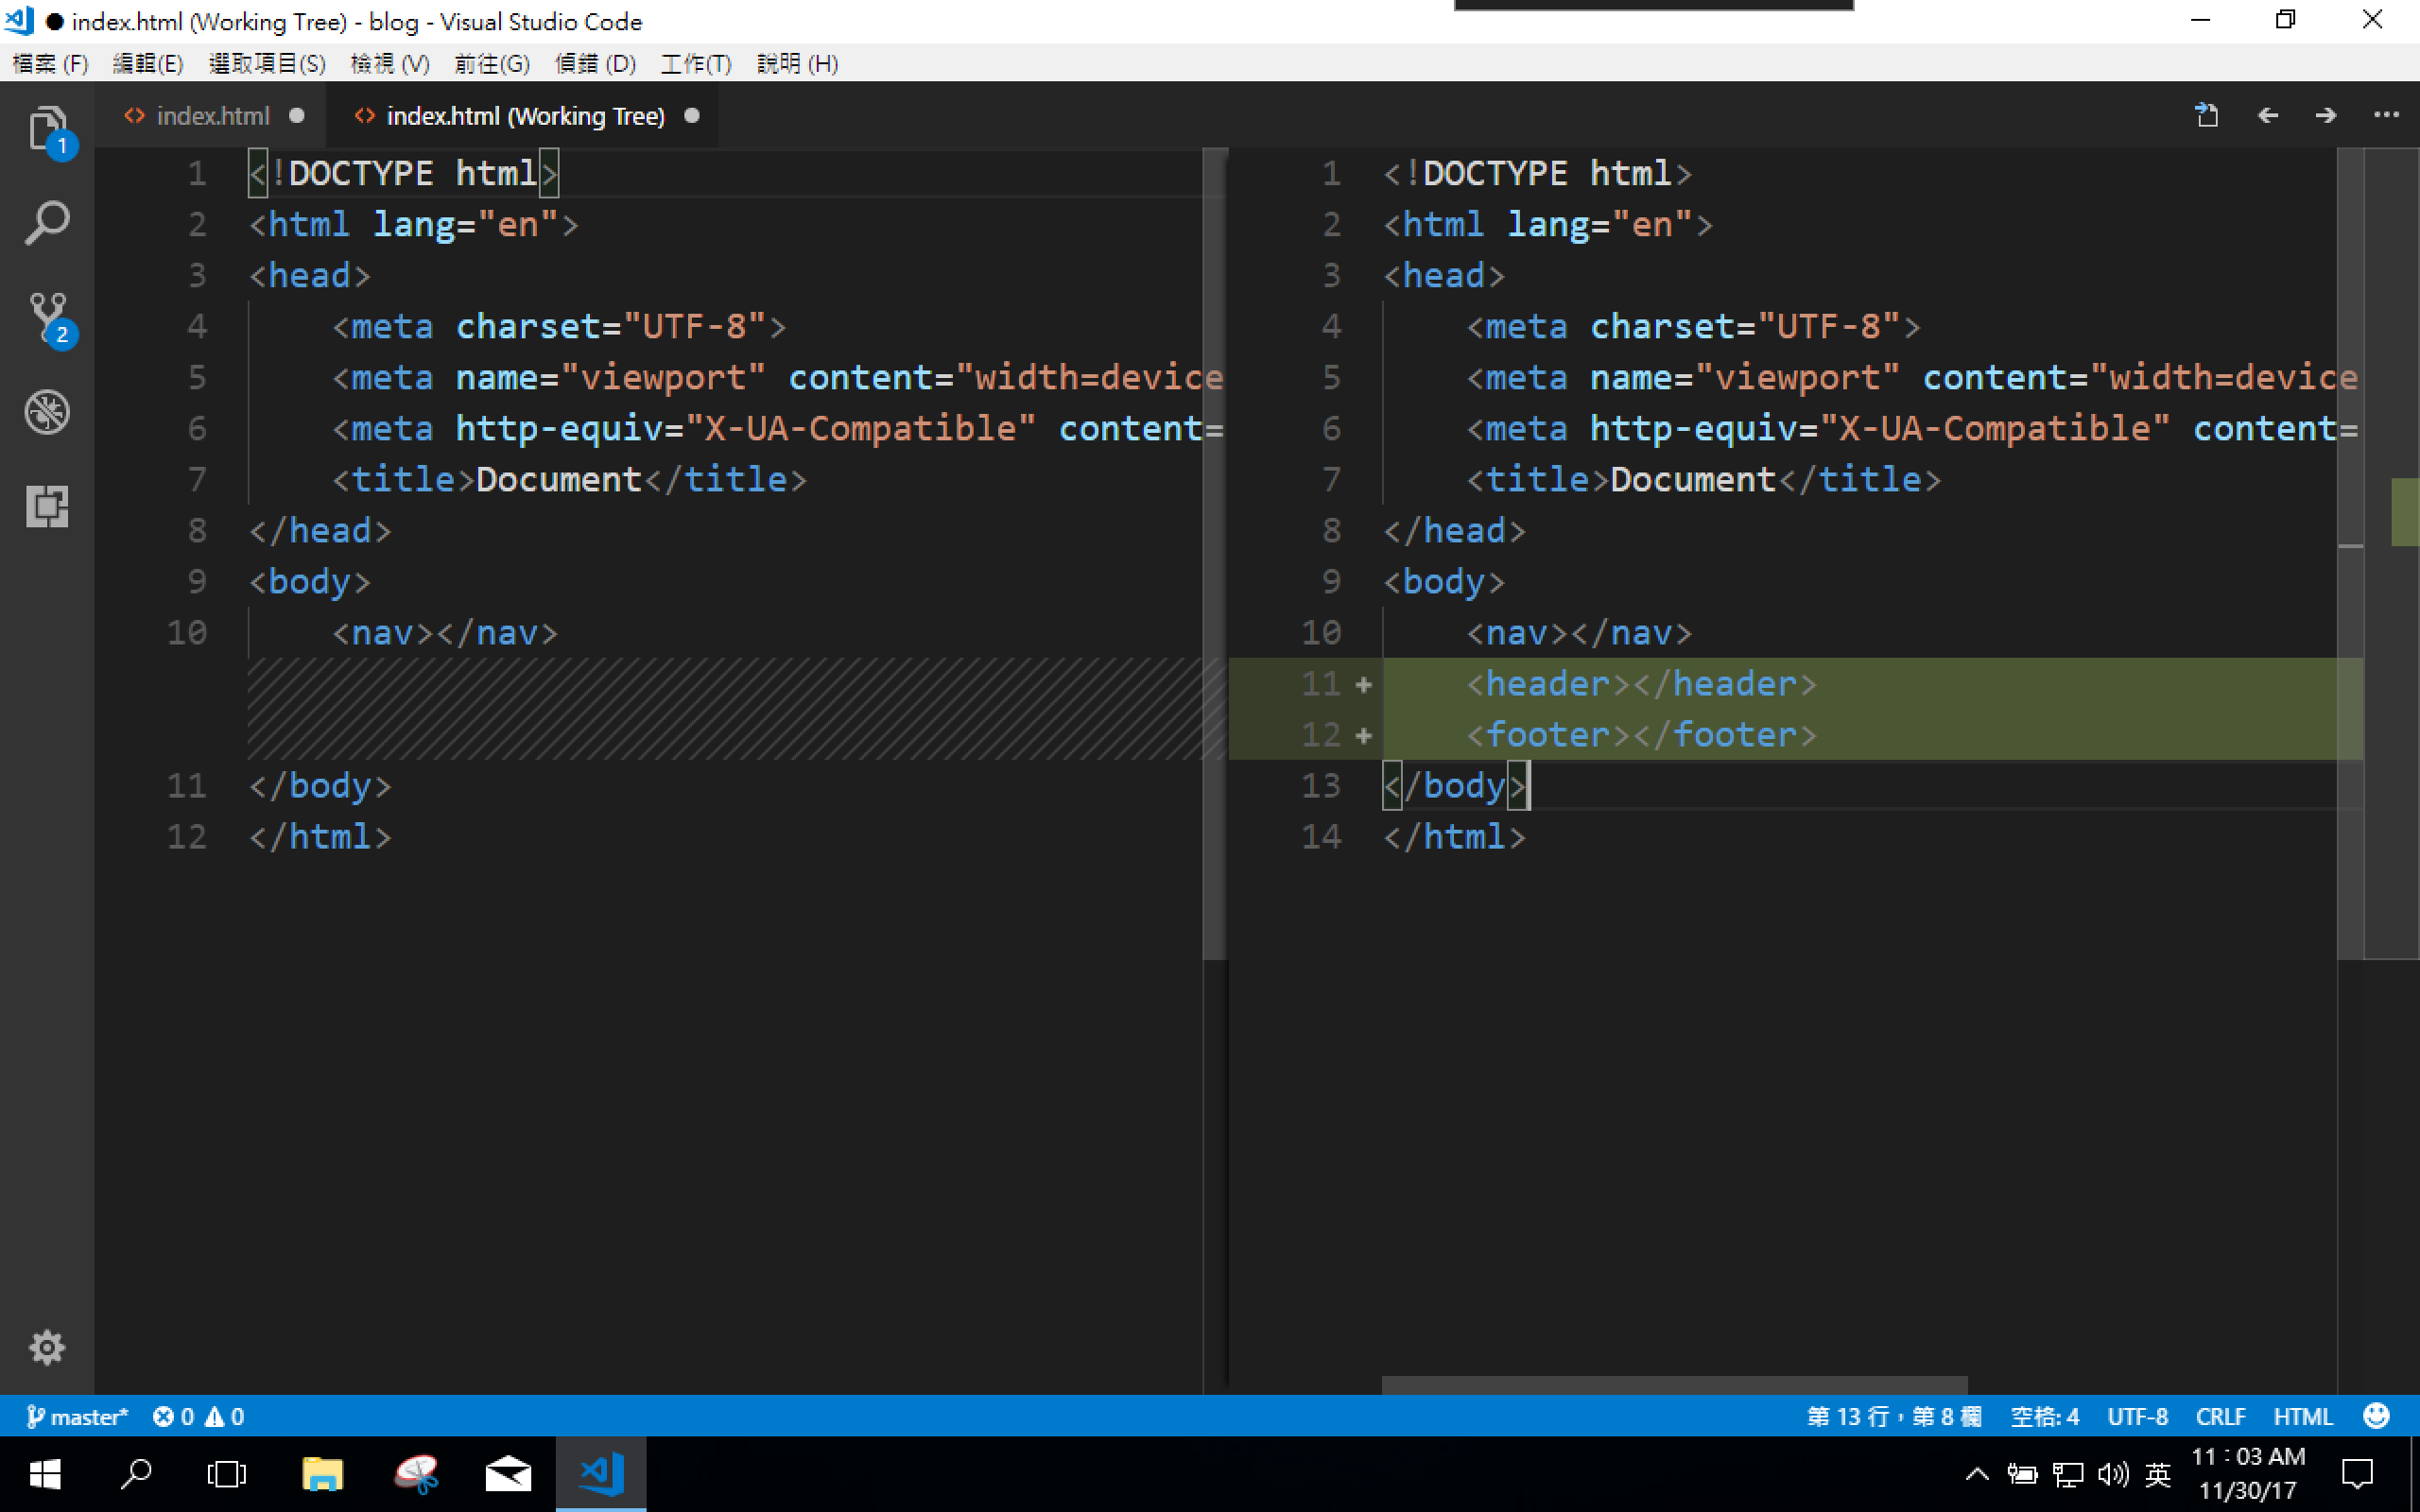 index.html (Working Tree) - blog - Visual Studio Code
檔案 (F) 編輯(E) 選取項目(S) 檢視 (V) 前往(G) 偵錯 (D) 工作(T) 說明 (H)
index.html index.html (Working Tree)
1
2
1 <!DOCTYPE html>
2 <html lang="en">
3 <head>
4 <meta charset="UTF-8">
5 <meta name="viewport" content="width=device
6 <meta http-equiv="X-UA-Compatible" content=
7 <title>Document</title>
8 </head>
9 <body>
10 <nav></nav>
11 </body>
12 </html>
1 <!DOCTYPE html>
2 <html lang="en">
3 <head>
4 <meta charset="UTF-8">
5 <meta name="viewport" content="width=device
6 <meta http-equiv="X-UA-Compatible" content=
7 <title>Document</title>
8 </head>
9 <body>
10 <nav></nav>
11 + <header></header>
12 + <footer></footer>
13 </body>
14 </html>
master* 0 0 第 13 行，第 8 欄 空格: 4 UTF-8 CRLF HTML
英 11：03 AM
11/30/17